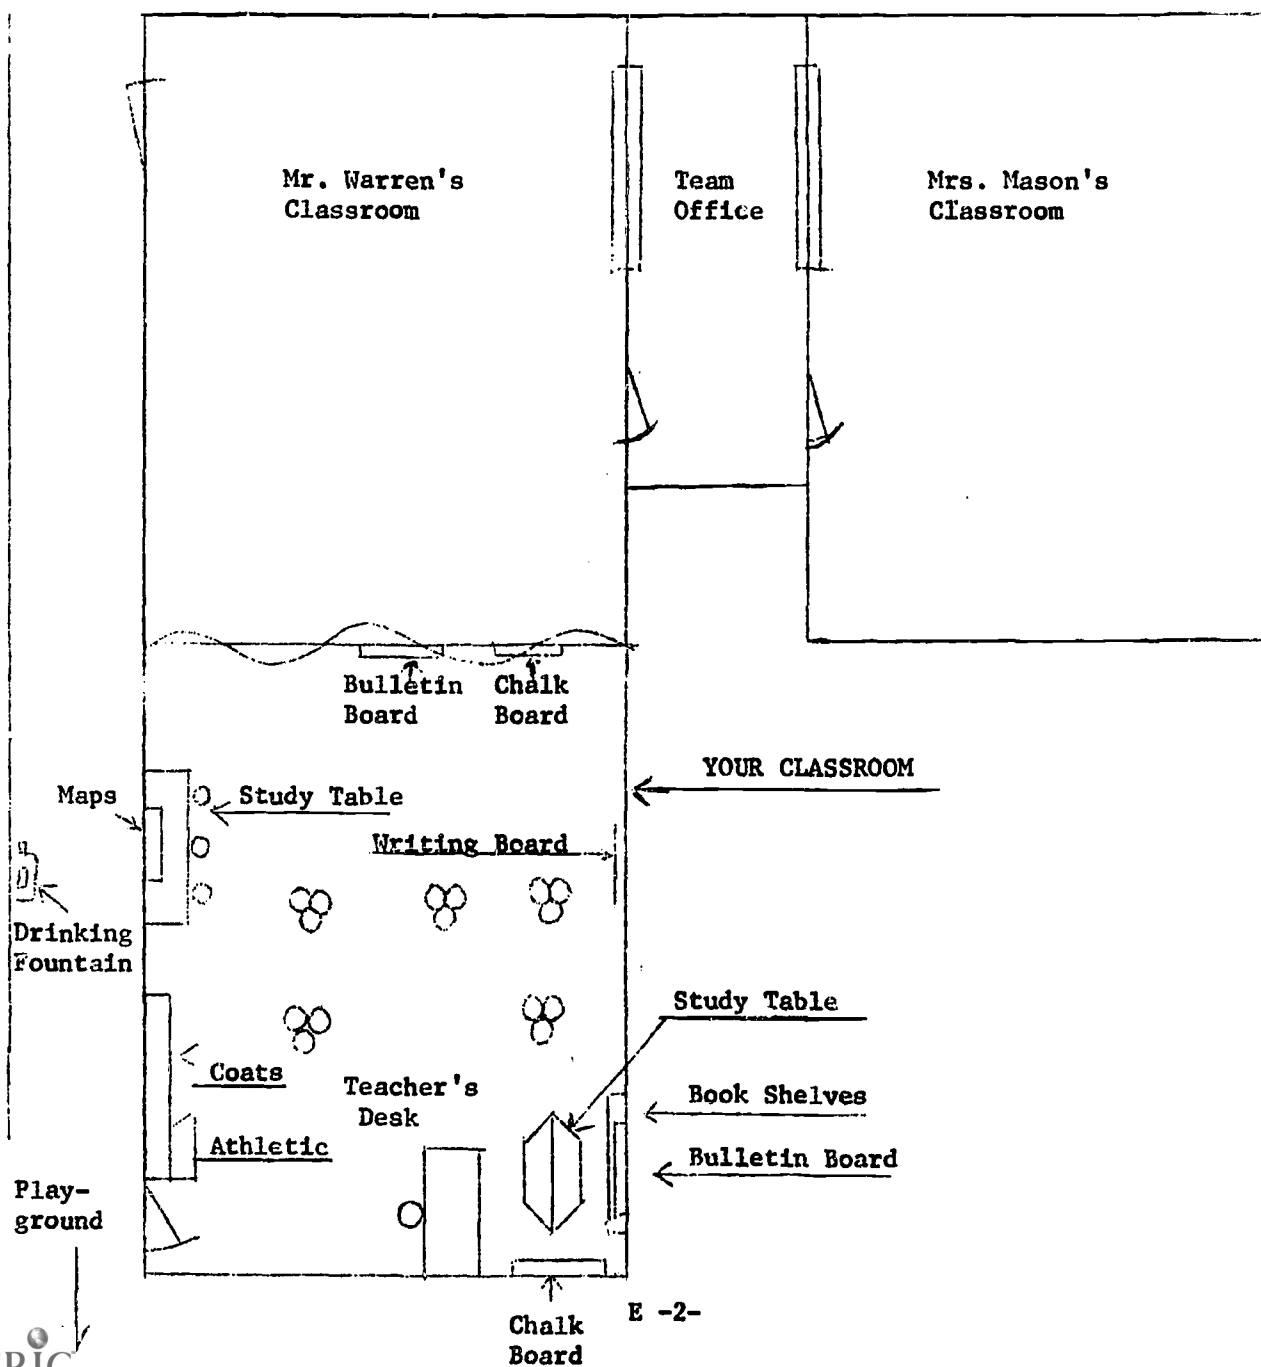 Mr. Warren's
Classroom
Team
Office
Mrs. Mason's
Classroom
Bulletin
Board
Chalk
Board
YOUR CLASSROOM
Maps
Study Table
Writing Board
Drinking
Fountain
Study Table
Coats
Teacher's
Desk
Book Shelves
Athletic
Bulletin Board
Play-
ground
E -2-
Chalk
Board
ERIC